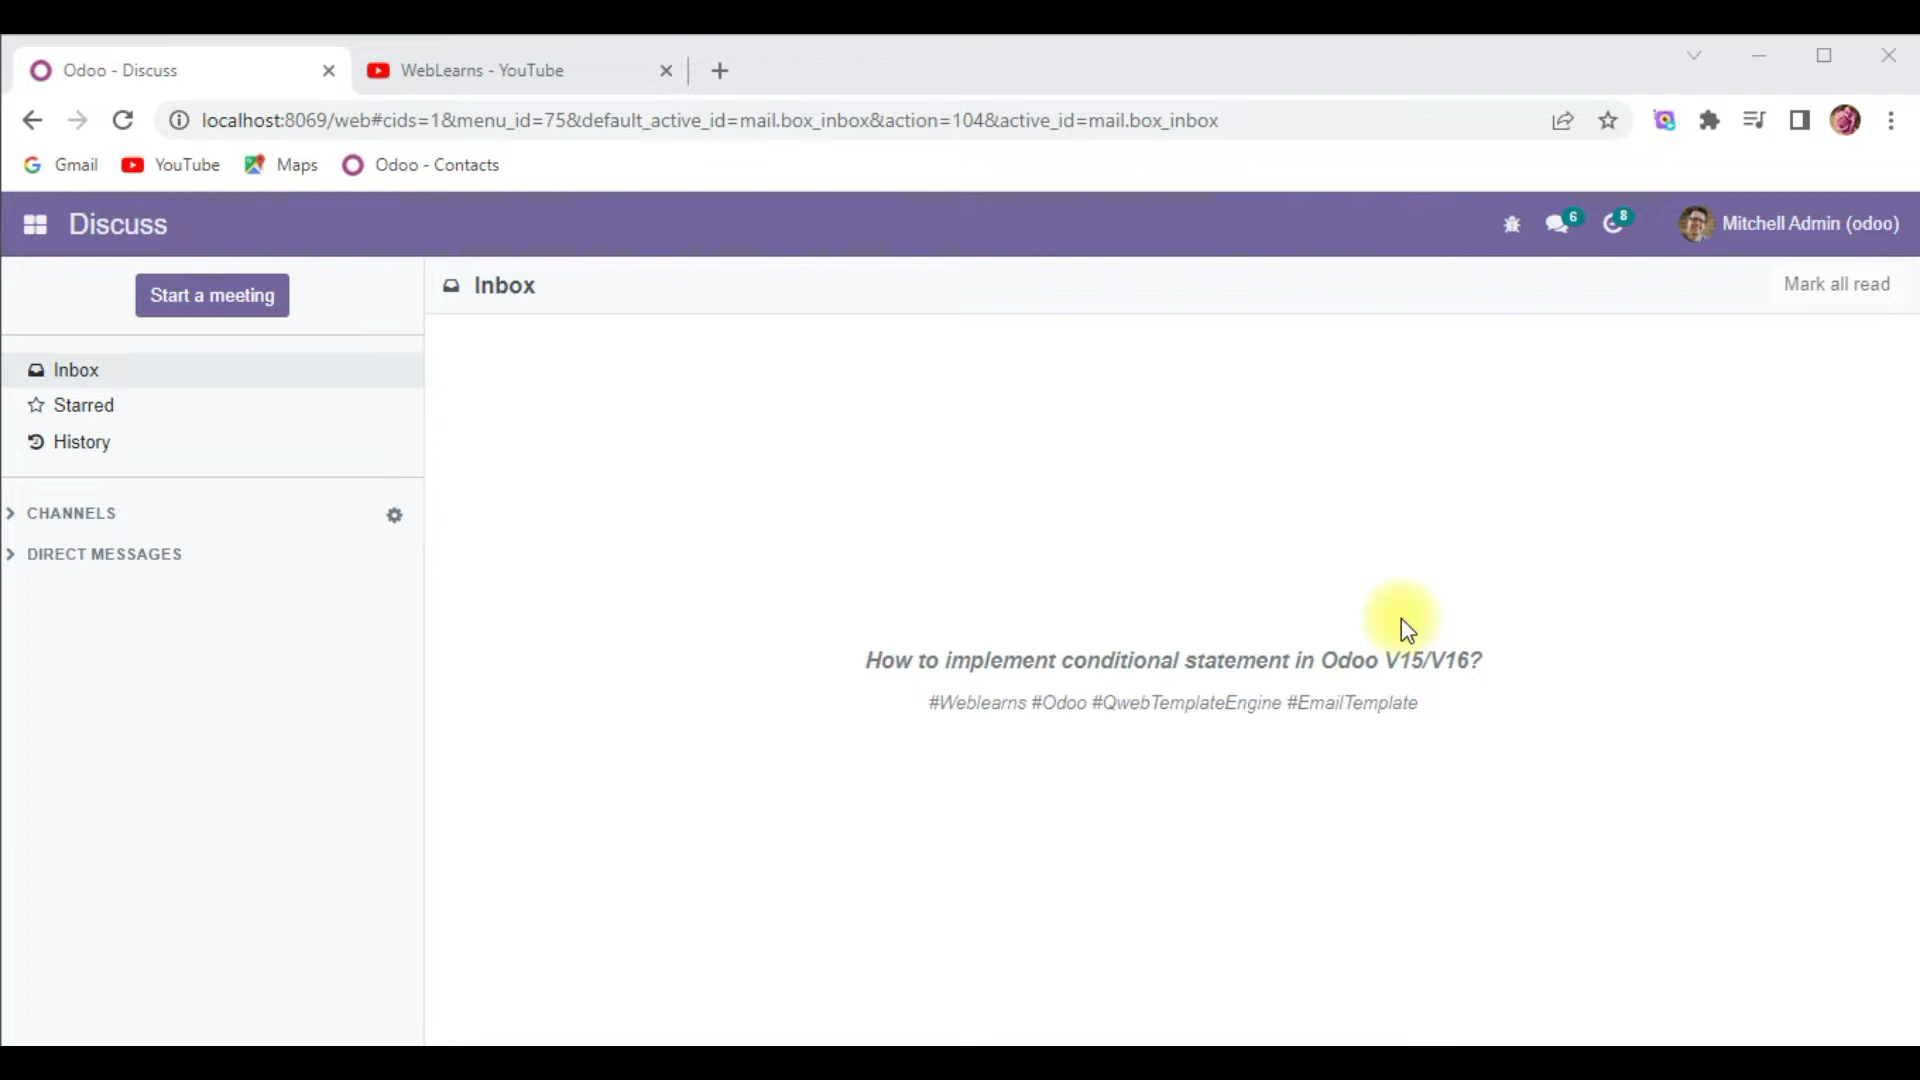 Odoo - Discuss
WebLearns - YouTube
localhost:8069/web#cids=1&menu_id=75&default_active_id=mail.box_inbox&action=104&active_id=mail.box_inbox
Gmail YouTube Maps Odoo - Contacts
Discuss 6 8 Mitchell Admin (odoo)
Start a meeting
Inbox
Mark all read
Inbox
Starred
History
CHANNELS
DIRECT MESSAGES
How to implement conditional statement in Odoo V15/V16?
#Weblearns #Odoo #QwebTemplateEngine #EmailTemplate